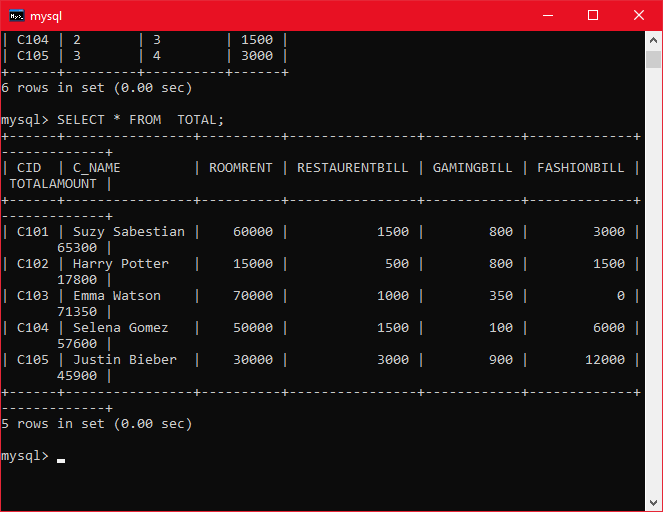 mysql
| C104 | 2       | 3        | 1500 |
| C105 | 3       | 4        | 3000 |
+------+---------+----------+------+
6 rows in set (0.00 sec)
mysql> SELECT * FROM  TOTAL;
+------+----------------+----------+----------------+------------+-------------+
-------------+
| CID  | C_NAME         | ROOMRENT | RESTAURENTBILL | GAMINGBILL | FASHIONBILL |
 TOTALAMOUNT |
+------+----------------+----------+----------------+------------+-------------+
-------------+
| C101 | Suzy Sabestian |    60000 |           1500 |        800 |        3000 |
       65300 |
| C102 | Harry Potter   |    15000 |            500 |        800 |        1500 |
       17800 |
| C103 | Emma Watson    |    70000 |           1000 |        350 |           0 |
       71350 |
| C104 | Selena Gomez   |    50000 |           1500 |        100 |        6000 |
       57600 |
| C105 | Justin Bieber  |    30000 |           3000 |        900 |       12000 |
       45900 |
+------+----------------+----------+----------------+------------+-------------+
-------------+
5 rows in set (0.00 sec)
mysql>